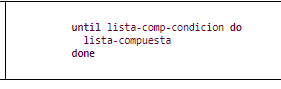 until lista-comp-condicion do
lista-compuesta
done